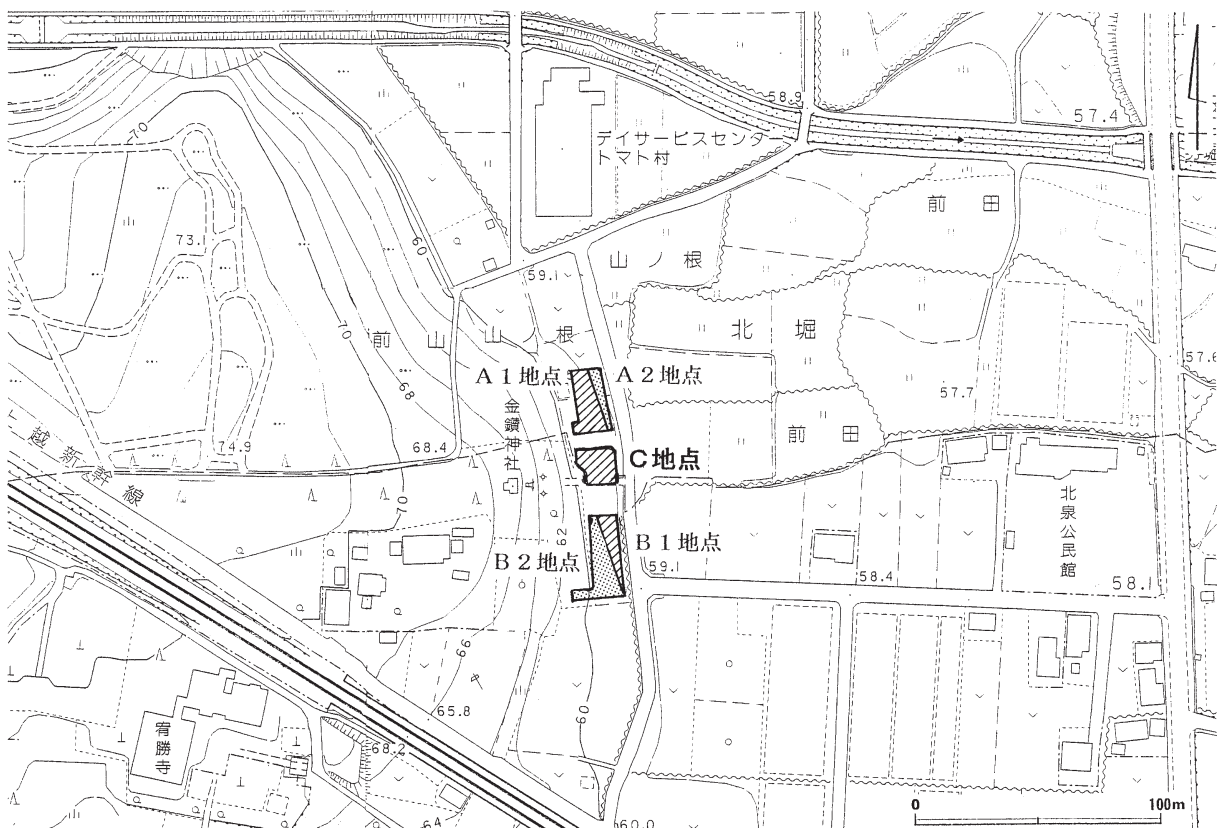 58.9
57.4
デイサービスセンター
トマト村
70
60
73.1
前田
山ノ根
59.1
前山
山ノ根
北堀
70
57.6
A1地点
A2地点
68
57.7
金鑽神社
前田
74.9
68.4
C地点
上越新幹線
70
北泉公民館
62
B1地点
B2地点
59.1
58.4
58.1
66
65.8
60
宥勝寺
68.2
64
60.0
0
100m